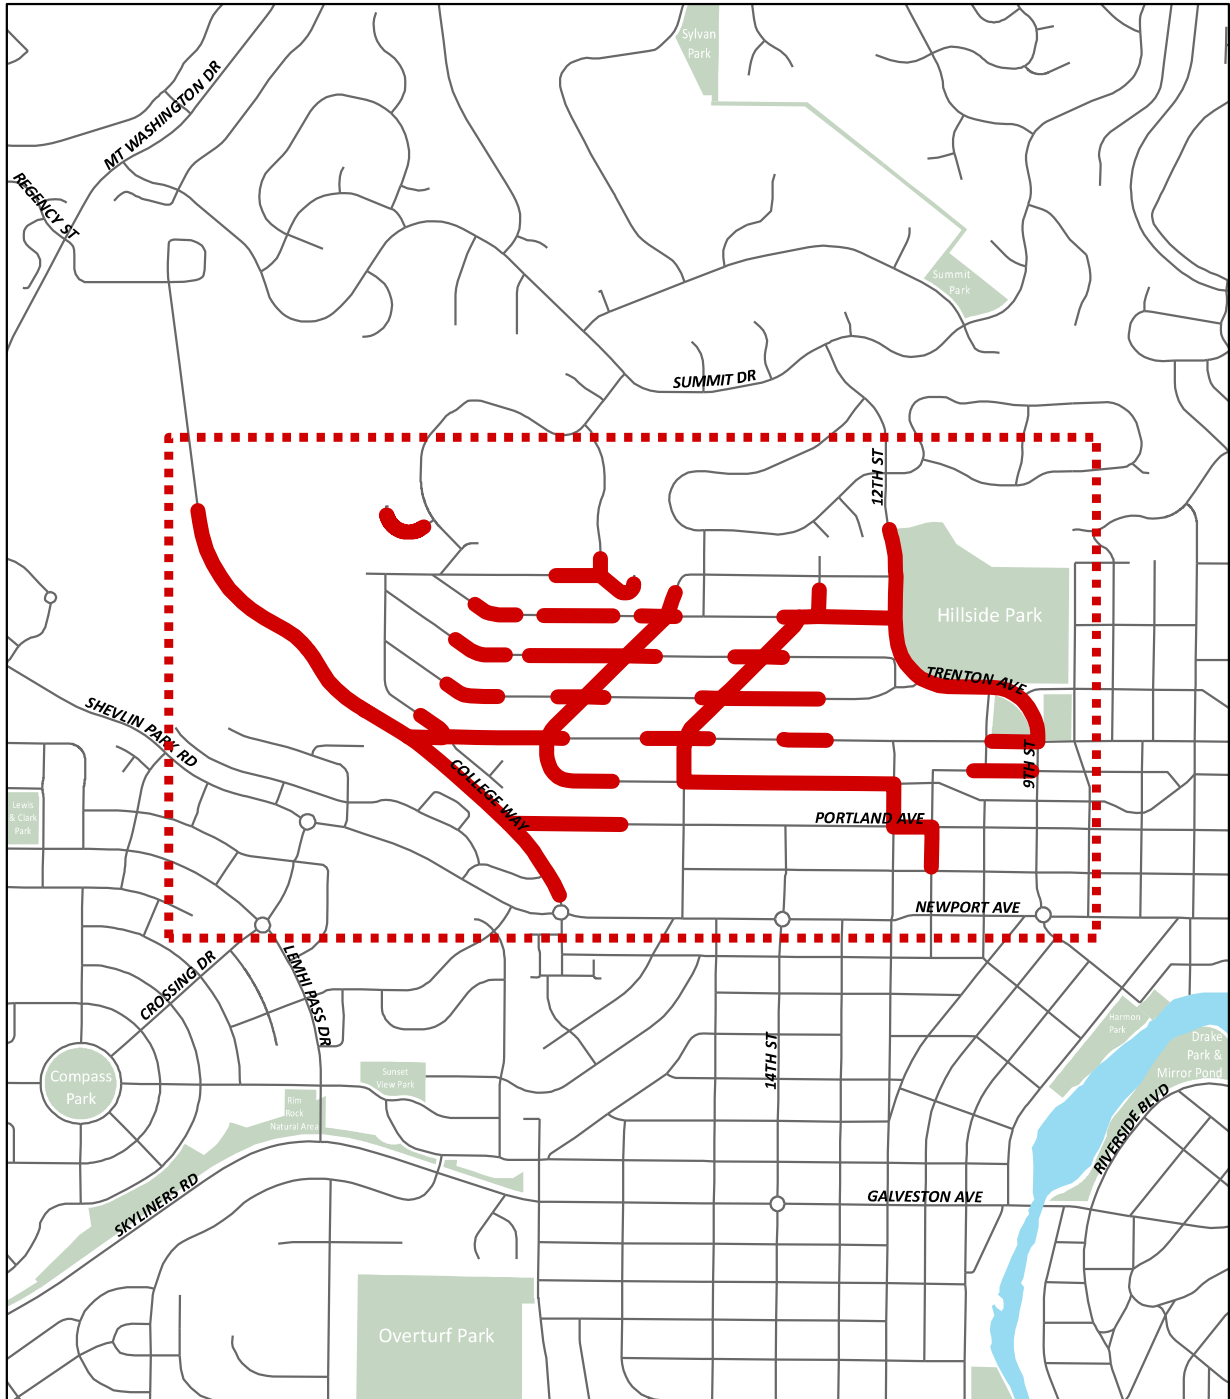 Sylvan
Park
MT WASHINGTON DR
REGENCY ST
Summit
Park
SUMMIT DR
12TH ST
Hillside Park
TRENTON AVE
SHEVLIN PARK RD
9TH ST
COLLEGE WAY
Lewis
& Clark
Park
PORTLAND AVE
NEWPORT AVE
LEMHI PASS DR
CROSSING DR
Harmon
Park
Drake
Park &
Mirror Pond
14TH ST
Compass
Park
Sunset
View Park
Rim
Rock
Natural Area
RIVERSIDE BLVD
SKYLINERS RD
GALVESTON AVE
Overturf Park